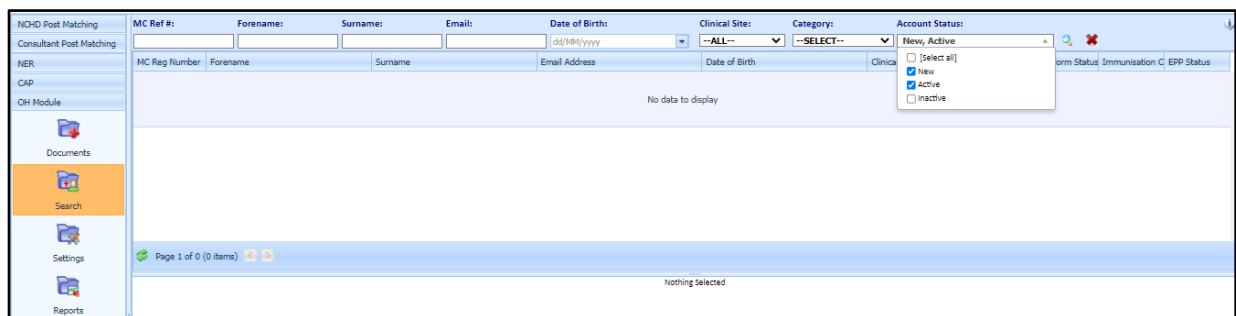 NCHD Post Matching
Consultant Post Matching
NER
CAP
OH Module
Documents
Search
Settings
Reports
MC Ref #: Forename: Surname: Email: Date of Birth: Clinical Site: Category: Account Status:
dd/MM/yyyy --ALL-- --SELECT-- New, Active
[Select all]
New
Active
Inactive
MC Reg Number Forename Surname Email Address Date of Birth Clinica orm Status Immunisation C EPP Status
No data to display
Page 1 of 0 (0 items)
Nothing Selected